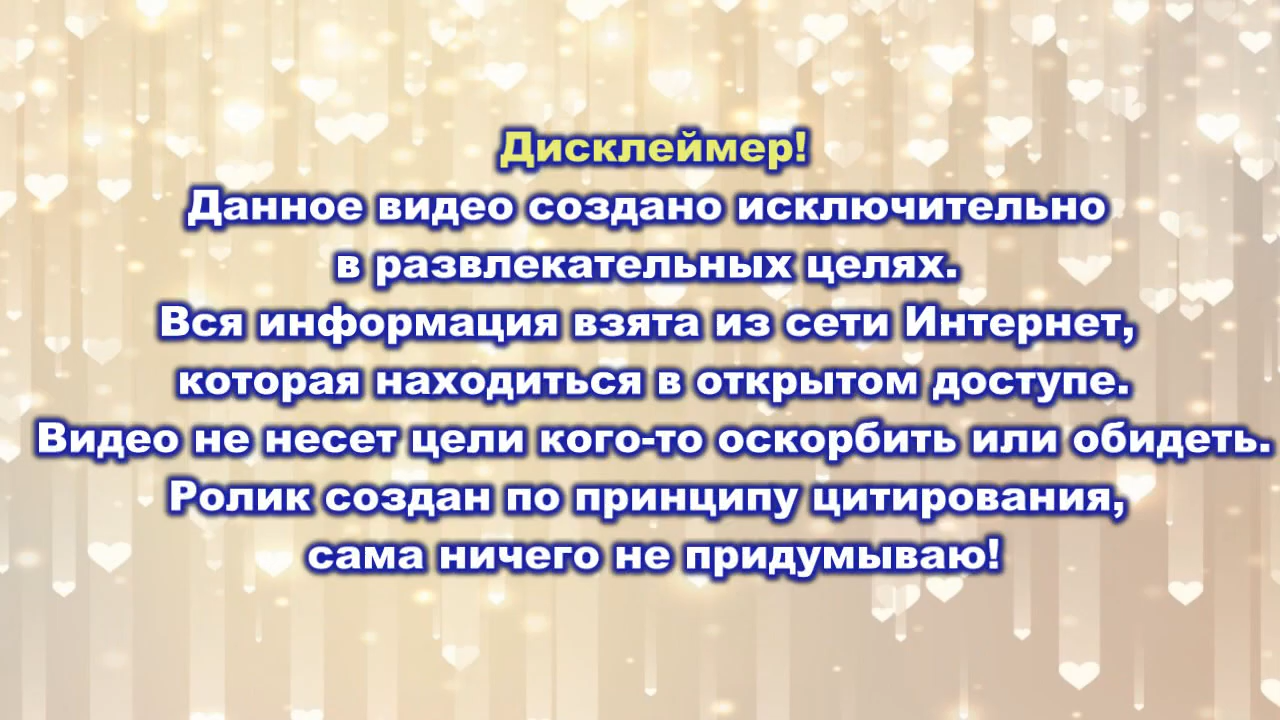 Дисклеймер!
Данное видео создано исключительно
в развлекательных целях.
Вся информация взята из сети Интернет,
которая находиться в открытом доступе.
Видео не несет цели кого-то оскорбить или обидеть.
Ролик создан по принципу цитирования,
сама ничего не придумываю!